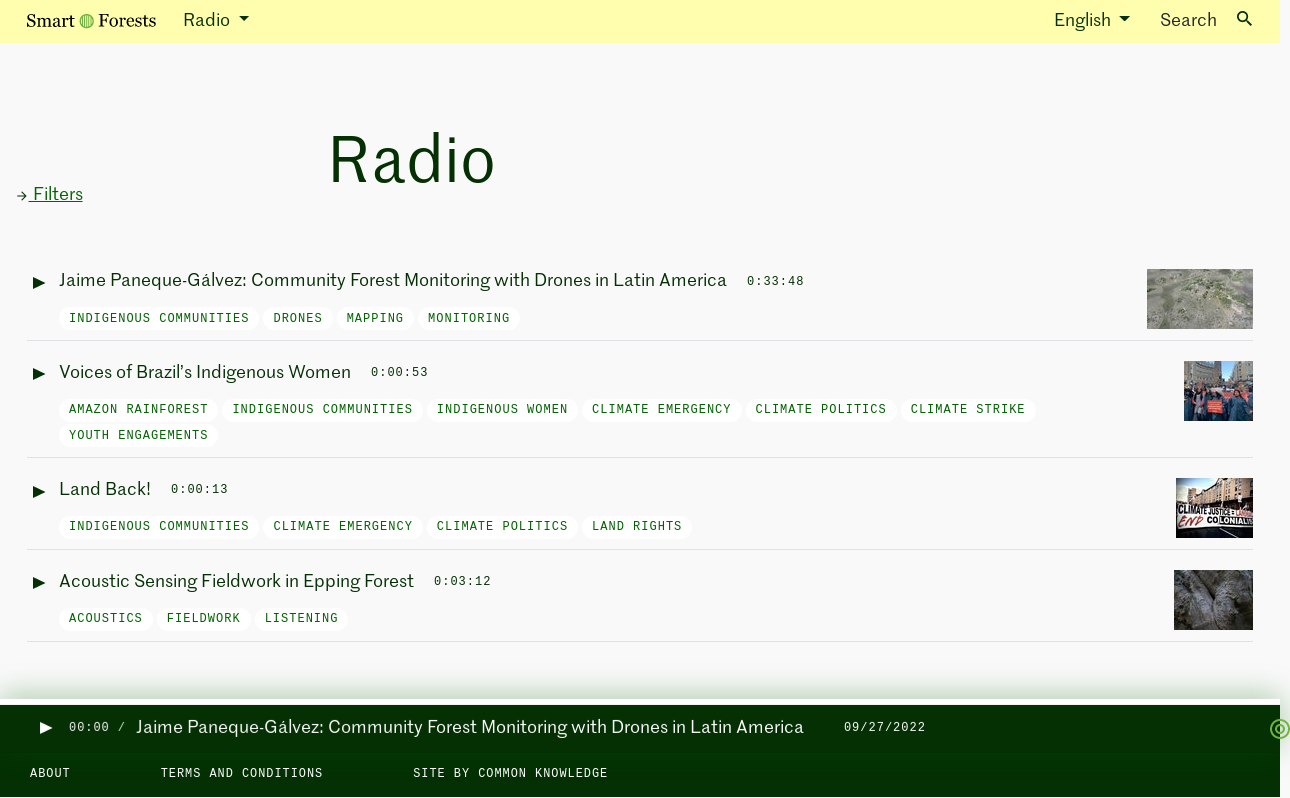 Smart Forests
Radio
English
Search
Radio
Filters
Jaime Paneque-Gálvez: Community Forest Monitoring with Drones in Latin America 0:33:48
INDIGENOUS COMMUNITIES DRONES MAPPING MONITORING
Voices of Brazil’s Indigenous Women 0:00:53
AMAZON RAINFOREST INDIGENOUS COMMUNITIES INDIGENOUS WOMEN CLIMATE EMERGENCY CLIMATE POLITICS CLIMATE STRIKE
YOUTH ENGAGEMENTS
Land Back! 0:00:13
INDIGENOUS COMMUNITIES CLIMATE EMERGENCY CLIMATE POLITICS LAND RIGHTS
CLIMATE JUSTICE =
END COLONIALIS
Acoustic Sensing Fieldwork in Epping Forest 0:03:12
ACOUSTICS FIELDWORK LISTENING
00:00 / Jaime Paneque-Gálvez: Community Forest Monitoring with Drones in Latin America 09/27/2022
ABOUT TERMS AND CONDITIONS SITE BY COMMON KNOWLEDGE